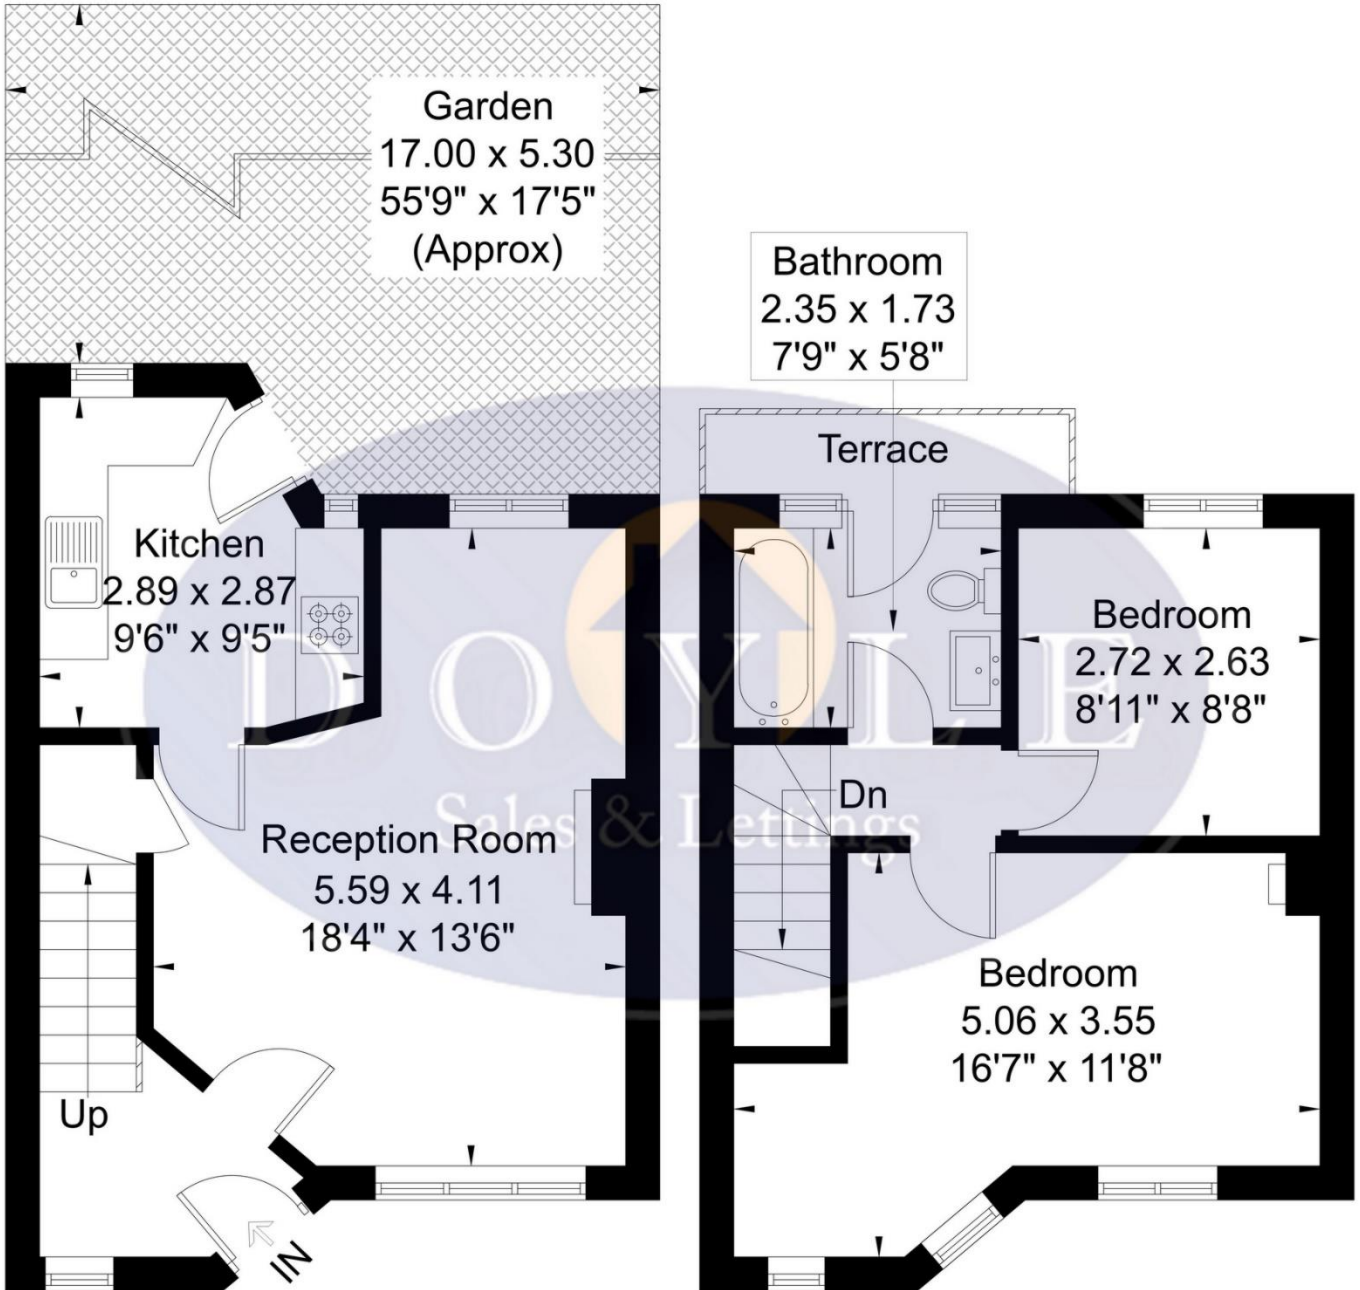 Garden
17.00 x 5.30
55'9" x 17'5"
(Approx)
Bathroom
2.35 x 1.73
7'9" x 5'8"
Terrace
Kitchen
2.89 x 2.87
9'6" x 9'5"
Bedroom
2.72 x 2.63
8'11" x 8'8"
DOYLE
Sales & Lettings
Dn
Reception Room
5.59 x 4.11
18'4" x 13'6"
Bedroom
5.06 x 3.55
16'7" x 11'8"
Up
IN